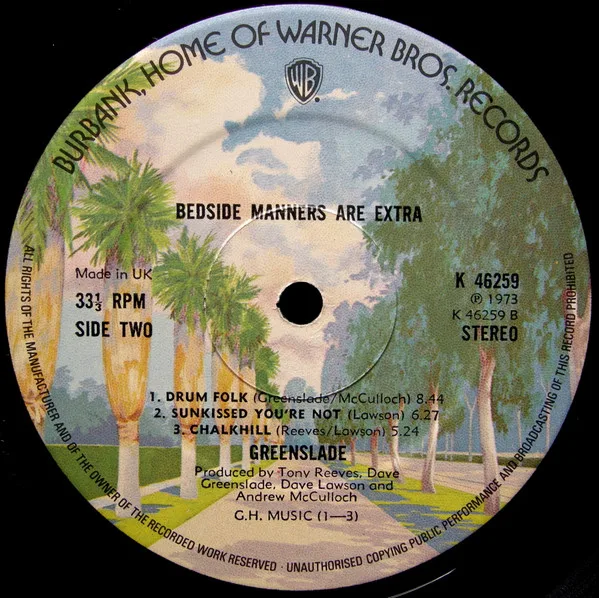 BURBANK, HOME OF WARNER BROS. RECORDS
WB
BEDSIDE MANNERS ARE EXTRA
Made in UK
33⅓ RPM
SIDE TWO
K 46259
℗ 1973
K 46259 B
STEREO
1. DRUM FOLK (Greenslade/McCulloch) 8.44
2. SUNKISSED YOU'RE NOT (Lawson) 6.27
3. CHALKHILL (Reeves/Lawson) 5.24
GREENSLADE
Produced by Tony Reeves, Dave
Greenslade, Dave Lawson and
Andrew McCulloch
G.H. MUSIC (1—3)
ALL RIGHTS OF THE MANUFACTURER AND OF THE OWNER OF THE RECORDED WORK RESERVED · UNAUTHORISED COPYING PUBLIC PERFORMANCE AND BROADCASTING OF THIS RECORD PROHIBITED